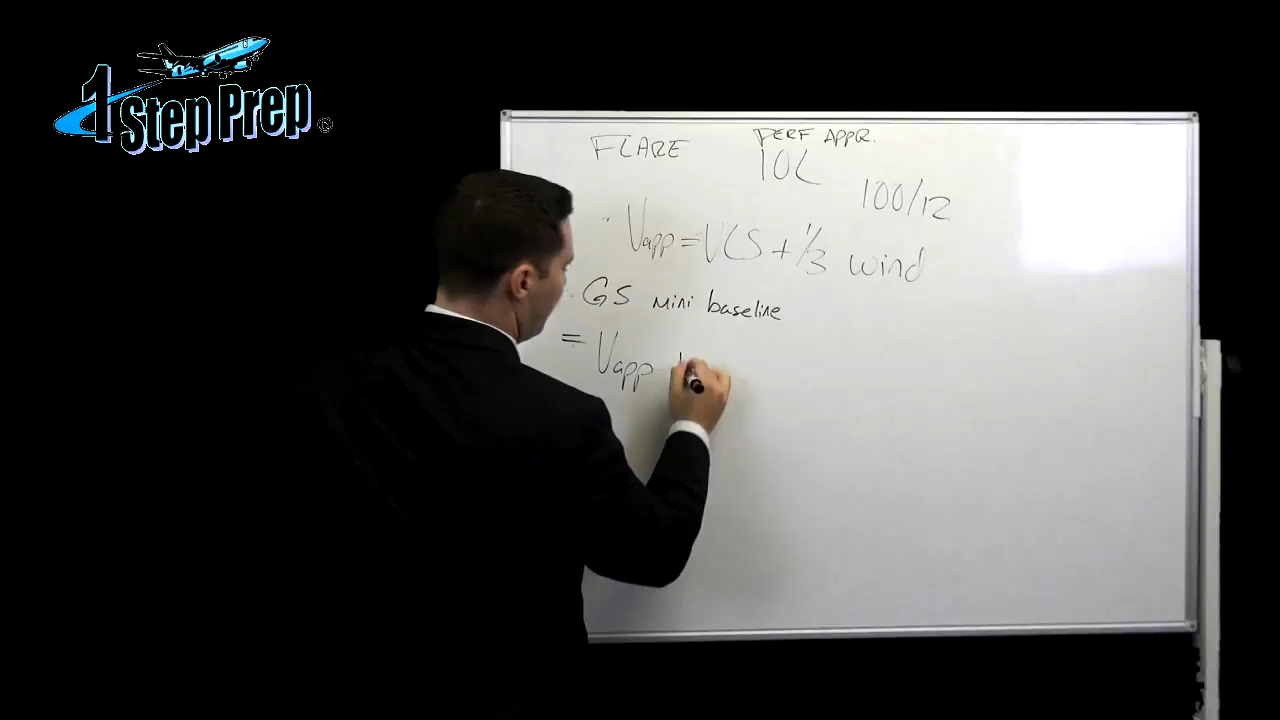 1 Step Prep ©
FLARE
PERF APPR.
10L
100/12
Vapp = VLS + 1/3 wind
GS mini baseline
= Vapp